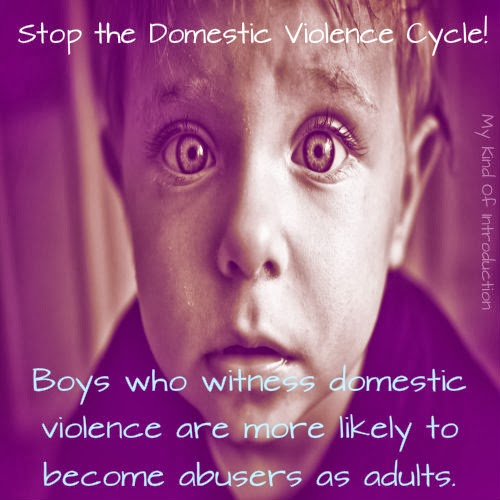 Stop the Domestic Violence Cycle!
My Kind Of Introduction
Boys who witness domestic
violence are more likely to
become abusers as adults.